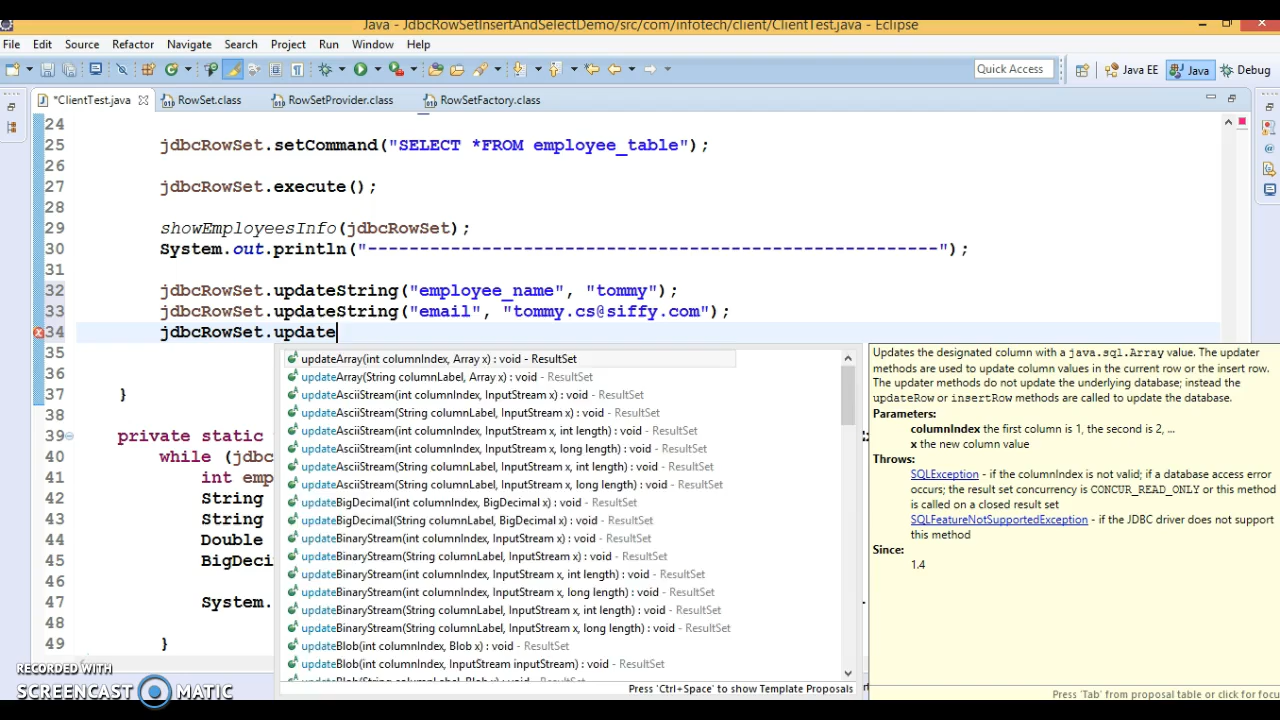 Java - JdbcRowSetInsertAndSelectDemo/src/com/infotech/client/ClientTest.java - Eclipse
File Edit Source Refactor Navigate Search Project Run Window Help
Quick Access Java EE Java Debug
*ClientTest.java RowSet.class RowSetProvider.class RowSetFactory.class
24
25 jdbcRowSet.setCommand("SELECT *FROM employee_table");
26
27 jdbcRowSet.execute();
28
29 showEmployeesInfo(jdbcRowSet);
30 System.out.println("-------------------------------------------------------");
31
32 jdbcRowSet.updateString("employee_name", "tommy");
33 jdbcRowSet.updateString("email", "tommy.cs@siffy.com");
34 jdbcRowSet.update
35
36
37 }
38
39 private static
40 while (jdbc
41 int emp
42 String
43 String
44 Double
45 BigDeci
46
47 System.
48
49 }
updateArray(int columnIndex, Array x) : void - ResultSet
updateArray(String columnLabel, Array x) : void - ResultSet
updateAsciiStream(int columnIndex, InputStream x) : void - ResultSet
updateAsciiStream(String columnLabel, InputStream x) : void - ResultSet
updateAsciiStream(int columnIndex, InputStream x, int length) : void - ResultSet
updateAsciiStream(int columnIndex, InputStream x, long length) : void - ResultSet
updateAsciiStream(String columnLabel, InputStream x, int length) : void - ResultSet
updateAsciiStream(String columnLabel, InputStream x, long length) : void - ResultSet
updateBigDecimal(int columnIndex, BigDecimal x) : void - ResultSet
updateBigDecimal(String columnLabel, BigDecimal x) : void - ResultSet
updateBinaryStream(int columnIndex, InputStream x) : void - ResultSet
updateBinaryStream(String columnLabel, InputStream x) : void - ResultSet
updateBinaryStream(int columnIndex, InputStream x, int length) : void - ResultSet
updateBinaryStream(int columnIndex, InputStream x, long length) : void - ResultSet
updateBinaryStream(String columnLabel, InputStream x, int length) : void - ResultSet
updateBinaryStream(String columnLabel, InputStream x, long length) : void - ResultSet
updateBlob(int columnIndex, Blob x) : void - ResultSet
updateBlob(int columnIndex, InputStream inputStream) : void - ResultSet
updateBlob(String columnLabel, Blob x) : void - ResultSet
Press 'Ctrl+Space' to show Template Proposals
Updates the designated column with a java.sql.Array value. The updater
methods are used to update column values in the current row or the insert row.
The updater methods do not update the underlying database; instead the
updateRow or insertRow methods are called to update the database.
Parameters:
columnIndex the first column is 1, the second is 2, ...
x the new column value
Throws:
SQLException - if the columnIndex is not valid; if a database access error
occurs; the result set concurrency is CONCUR_READ_ONLY or this method
is called on a closed result set
SQLFeatureNotSupportedException - if the JDBC driver does not support
this method
Since:
1.4
Press 'Tab' from proposal table or click for focu
RECORDED WITH
SCREENCAST MATIC